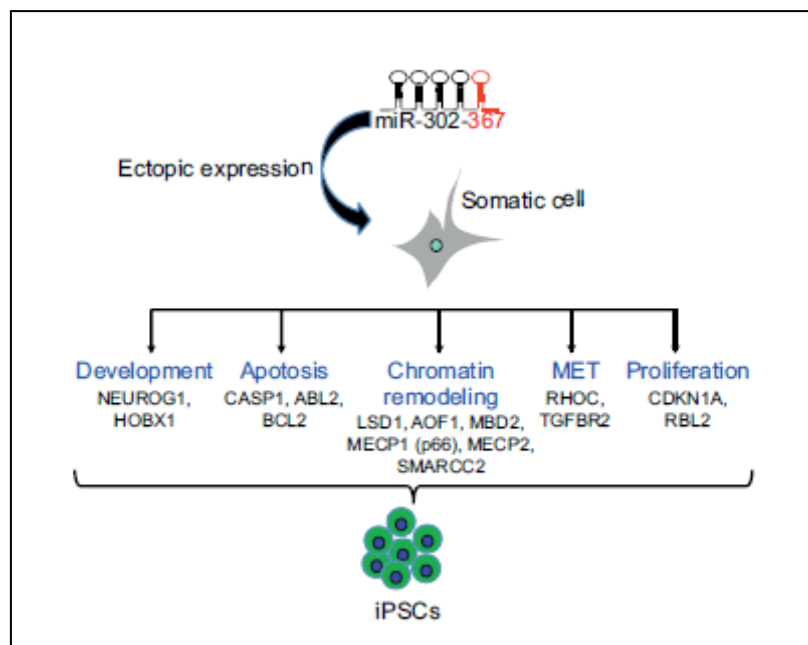 miR-302-367
Ectopic expression
Somatic cell
Development
NEUROG1,
HOBX1
Apotosis
CASP1, ABL2,
BCL2
Chromatin
remodeling
LSD1, AOF1, MBD2,
MECP1 (p66), MECP2,
SMARCC2
MET
RHOC,
TGFBR2
Proliferation
CDKN1A,
RBL2
iPSCs